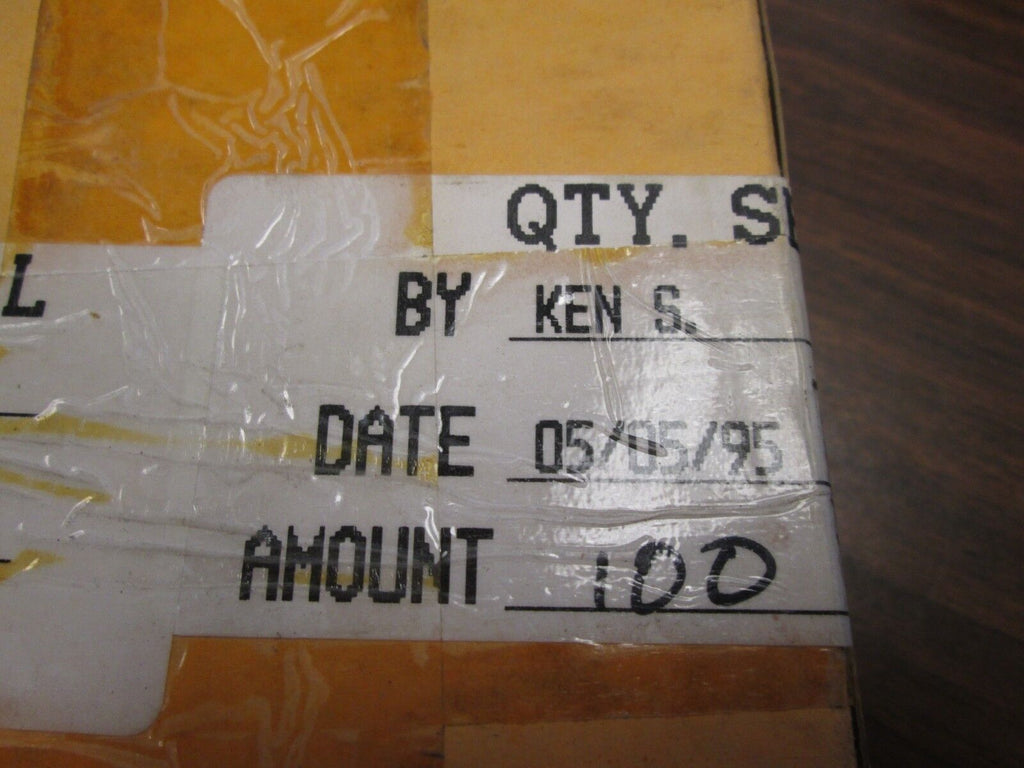 QTY.
L BY KEN S.
DATE 05/05/95
AMOUNT 100